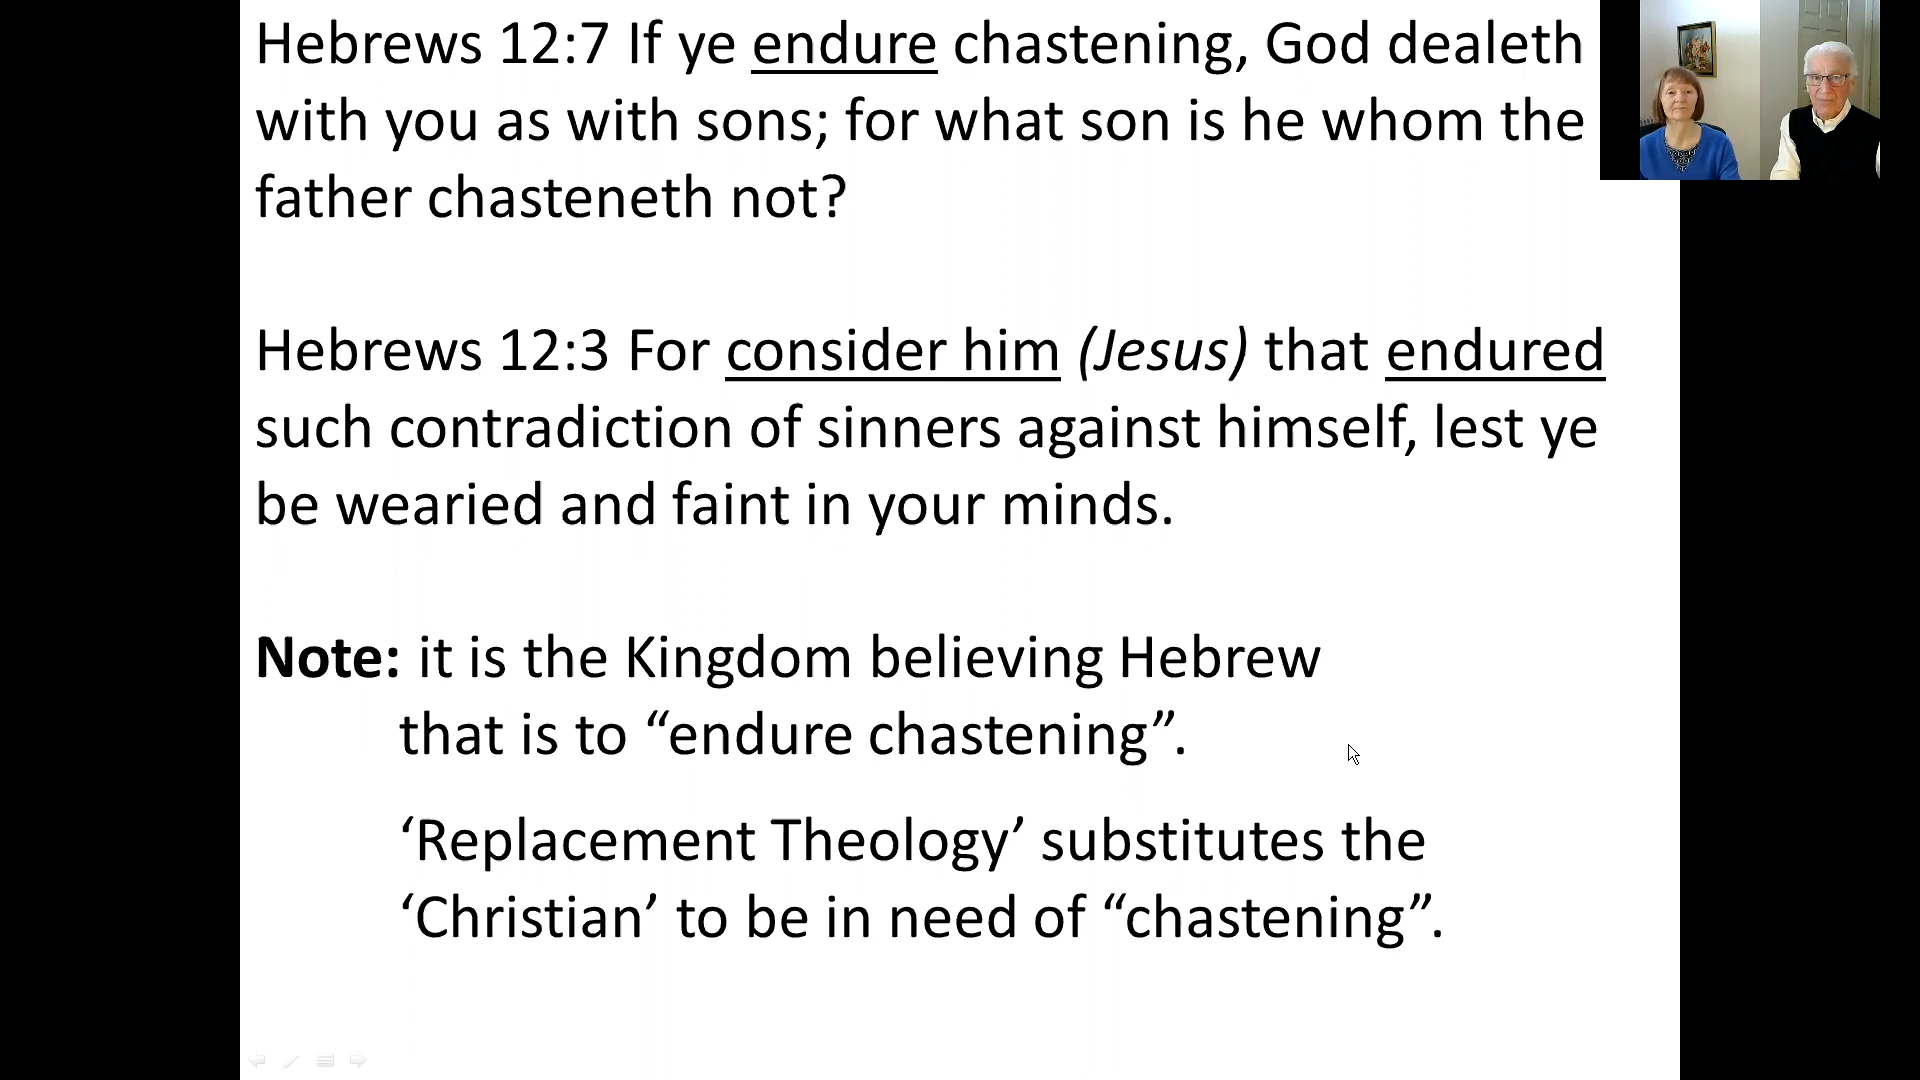 Hebrews 12:7 If ye endure chastening, God dealeth
with you as with sons; for what son is he whom the
father chasteneth not?
Hebrews 12:3 For consider him (Jesus) that endured
such contradiction of sinners against himself, lest ye
be wearied and faint in your minds.
Note: it is the Kingdom believing Hebrew
that is to “endure chastening”.
‘Replacement Theology’ substitutes the
‘Christian’ to be in need of “chastening”.